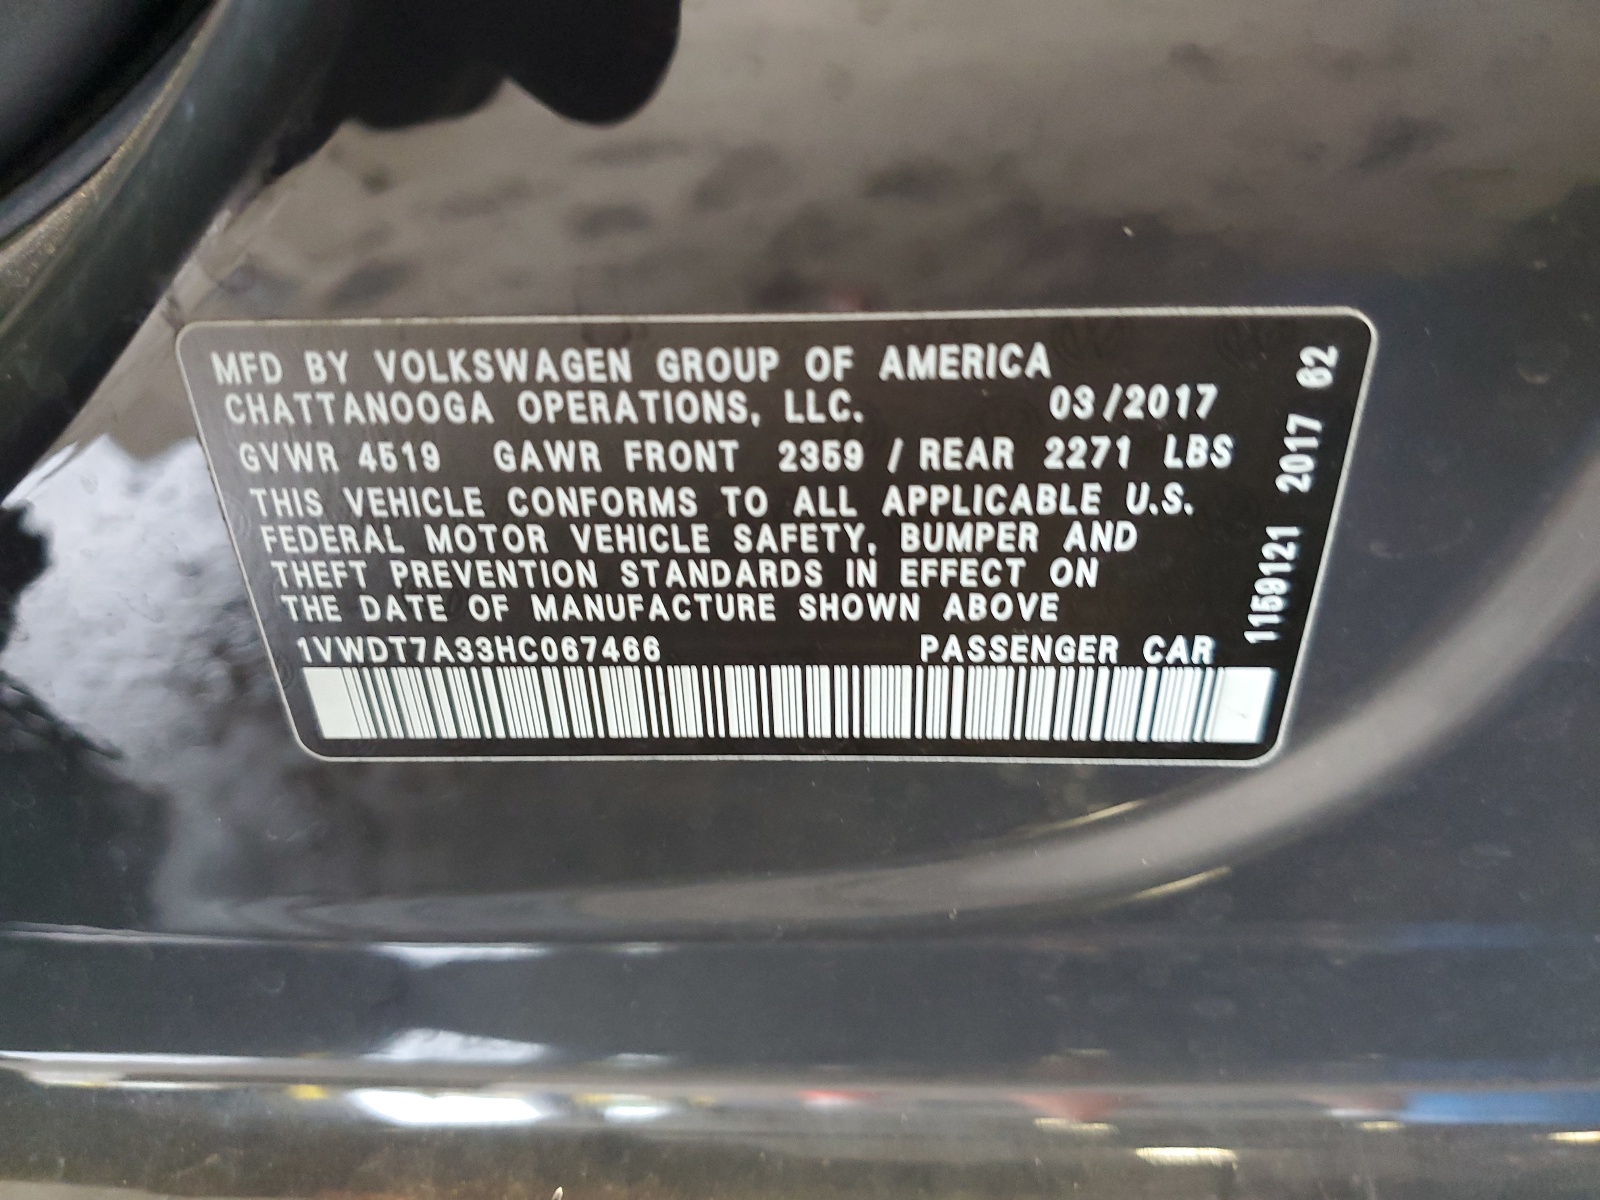 MFD BY VOLKSWAGEN GROUP OF AMERICA
CHATTANOOGA OPERATIONS, LLC. 03/2017
GVWR 4519 GAWR FRONT 2359 / REAR 2271 LBS
THIS VEHICLE CONFORMS TO ALL APPLICABLE U.S.
FEDERAL MOTOR VEHICLE SAFETY, BUMPER AND
THEFT PREVENTION STANDARDS IN EFFECT ON
THE DATE OF MANUFACTURE SHOWN ABOVE
1VWDT7A33HC067466 PASSENGER CAR
1159121 2017 62